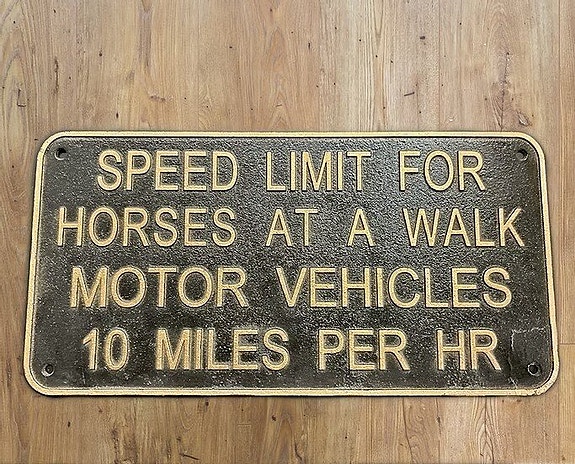 SPEED LIMIT FOR
HORSES AT A WALK
MOTOR VEHICLES
10 MILES PER HR